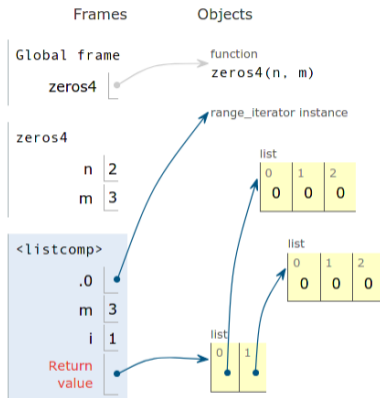 Frames Objects
Global frame
zeros4
function
zeros4(n, m)
range_iterator instance
zeros4
n 2
m 3
list
0 1 2
0 0 0
<listcomp>
.0
m 3
i 1
Return
value
list
0 1 2
0 0 0
list
0 1